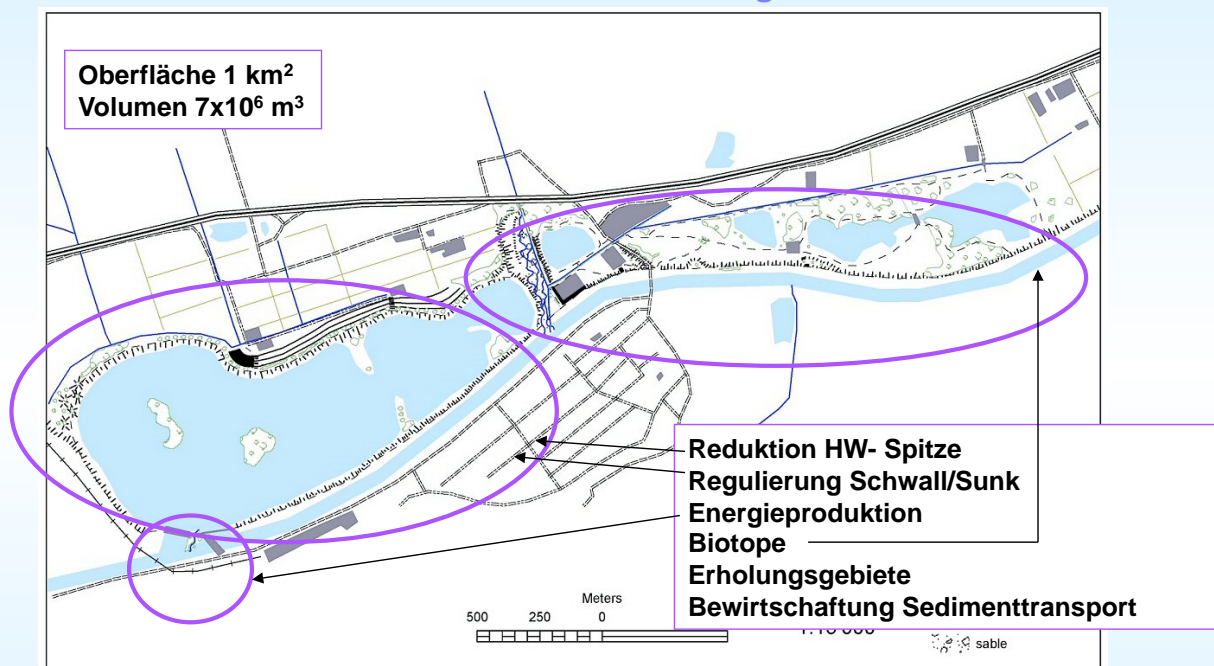 Oberfläche 1 km²
Volumen 7x10⁶ m³
Reduktion HW- Spitze
Regulierung Schwall/Sunk
Energieproduktion
Biotope
Erholungsgebiete
Bewirtschaftung Sedimenttransport
Meters
500 250 0
sable